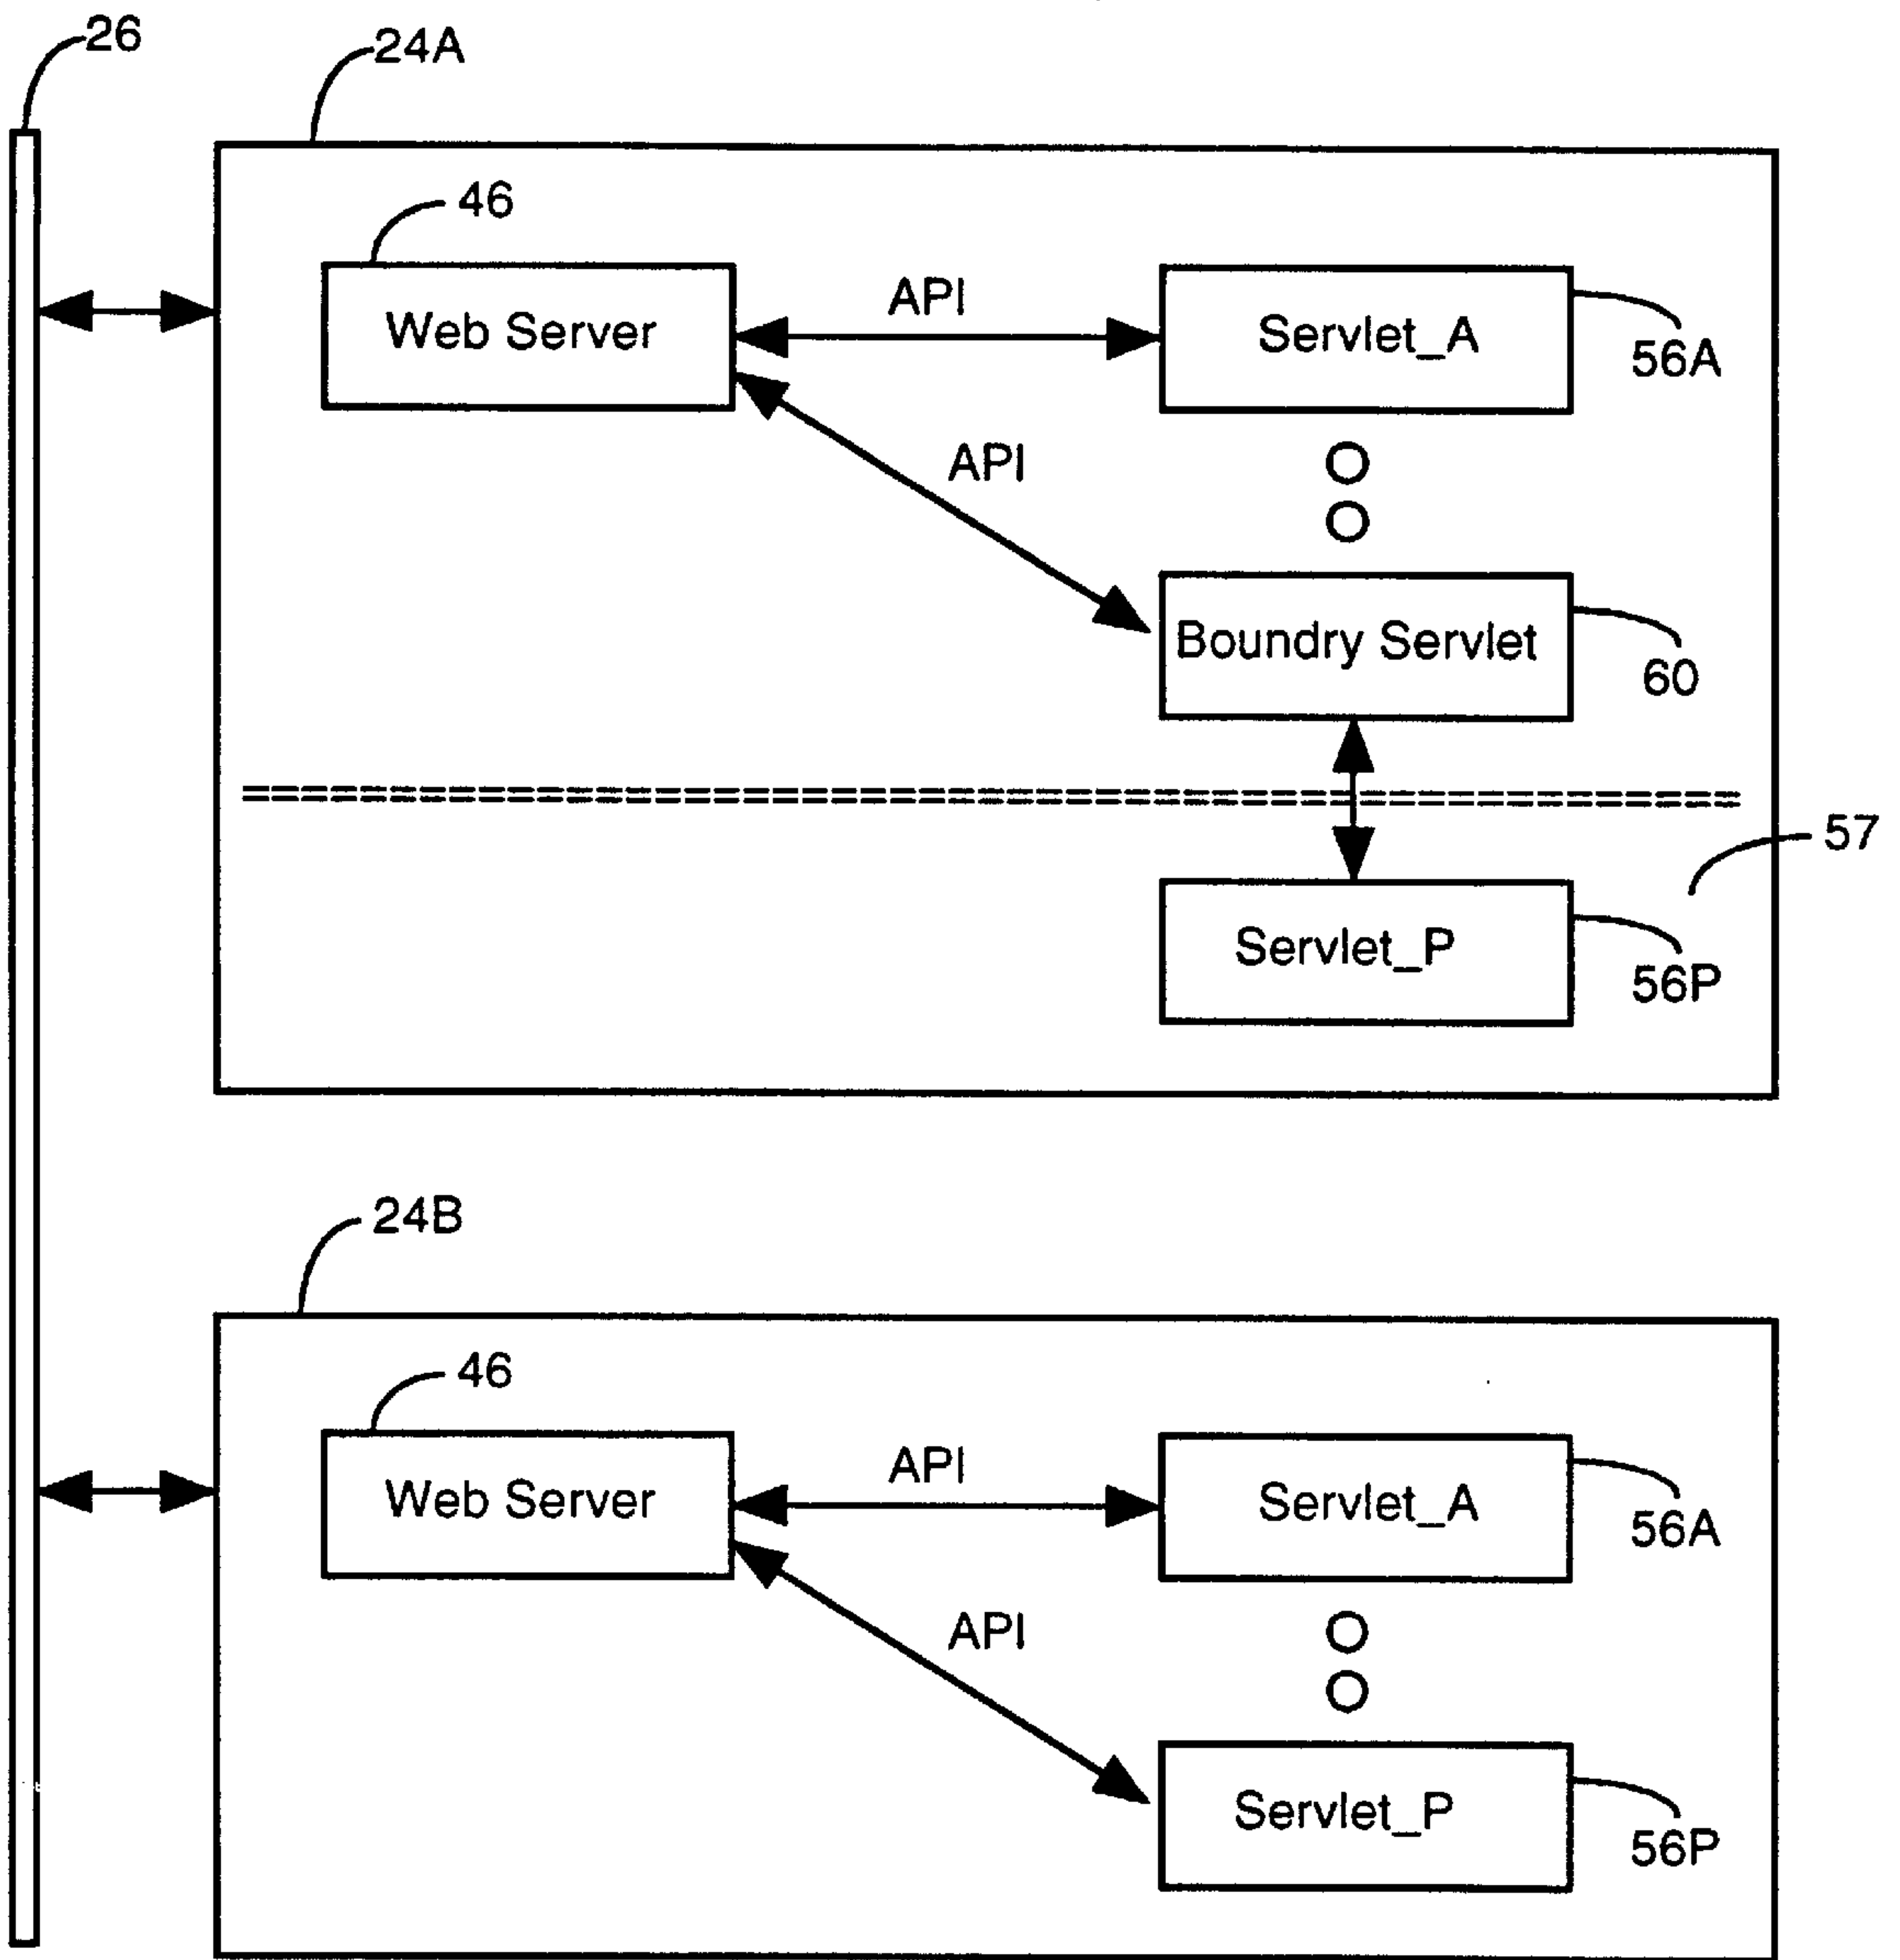 26
24A
46
Web Server
API
Servlet_A
56A
API
Boundry Servlet
60
57
Servlet_P
56P
24B
46
Web Server
API
Servlet_A
56A
API
Servlet_P
56P